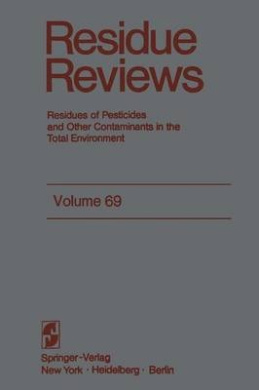 Residue
Reviews
Residues of Pesticides
and Other Contaminants in the
Total Environment
Volume 69
Springer-Verlag
New York · Heidelberg · Berlin